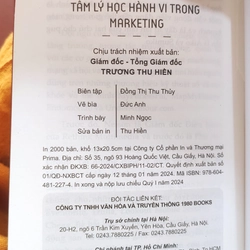 TÂM LÝ HỌC HÀNH VI TRONG
MARKETING
Chịu trách nhiệm xuất bản:
Giám đốc - Tổng Giám đốc
TRƯƠNG THU HIỀN
Biên tập Đồng Thị Thu Thủy
Vẽ bìa Đức Anh
Trình bày Minh Ngọc
Sửa bản in Thu Hiền
In 2000 bản, khổ 13x20.5cm tại Công ty Cổ phần In và Thương mại
Prima. Địa chỉ: Số 35, ngõ 93 Hoàng Quốc Việt, Cầu Giấy, Hà Nội. Số
xác nhận ĐKXB: 66-2024/CXBIPH/11-02/CT. Quyết định xuất bản số
01/QĐ-NXBCT cấp ngày 12 tháng 01 năm 2024. Mã số ISBN: 978-604-
481-227-4. In xong và nộp lưu chiểu Quý I năm 2024
ĐỐI TÁC LIÊN KẾT:
CÔNG TY TNHH VĂN HÓA VÀ TRUYỀN THÔNG 1980 BOOKS
Trụ sở chính tại Hà Nội:
20-H2, ngõ 6 Trần Kim Xuyến, Yên Hòa, Cầu Giấy, Hà Nội
Tel: 0243.7880225 | Fax: 0243.7880225
Chi nhánh tại TP. Hồ Chí Minh: